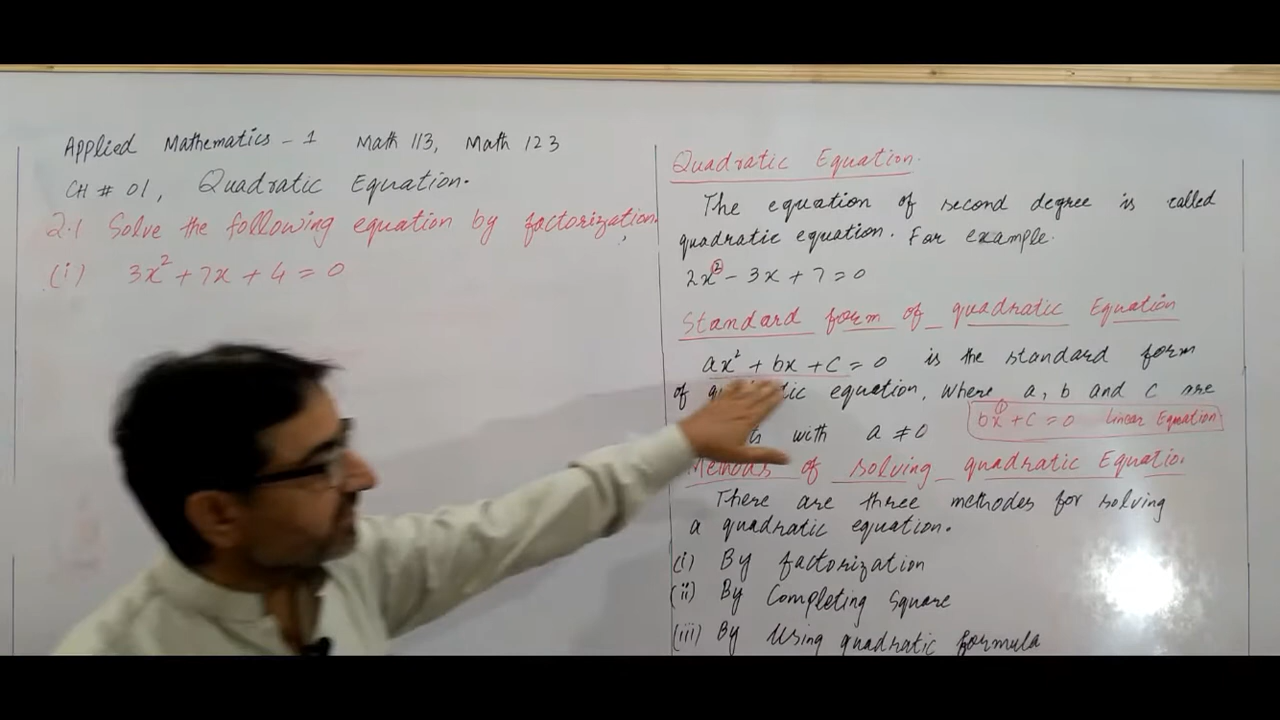 Applied Mathematics - 1 Math 113, Math 123
CH # 01, Quadratic Equation.
2.1 Solve the following equation by factorization.
(i) 3x² + 7x + 4 = 0
Quadratic Equation.
The equation of second degree is called
quadratic equation. For example.
2x² - 3x + 7 = 0
Standard form of quadratic Equation
ax² + bx + c = 0 is the standard form
of equation, where a, b and c are
with a ≠ 0
bx¹ + c = 0 Linear Equation
Methods of solving quadratic Equatio.
There are three methodes for solving
a quadratic equation.
(i) By factorization
(ii) By Completing Square
(iii) By Using quadratic formula